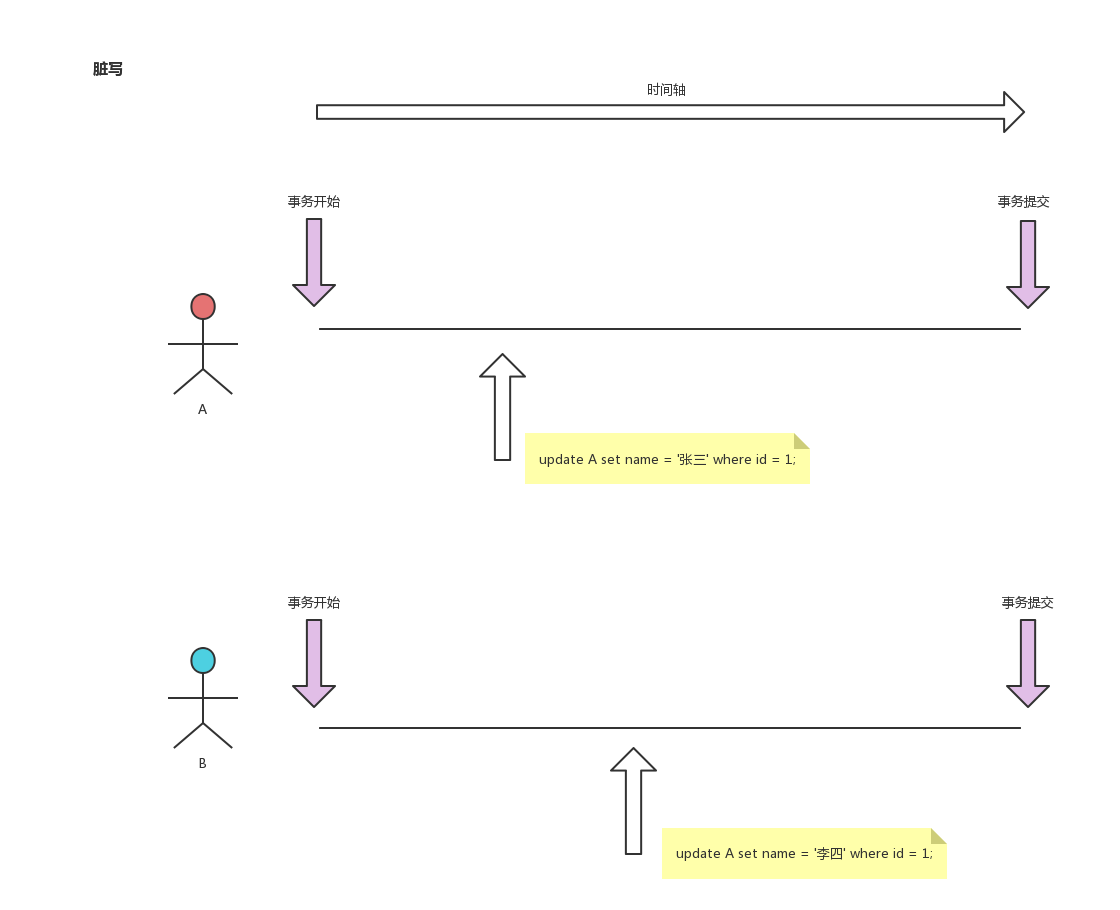 脏写
时间轴
事务开始
事务提交
A
update A set name = '张三' where id = 1;
事务开始
事务提交
B
update A set name = '李四' where id = 1;